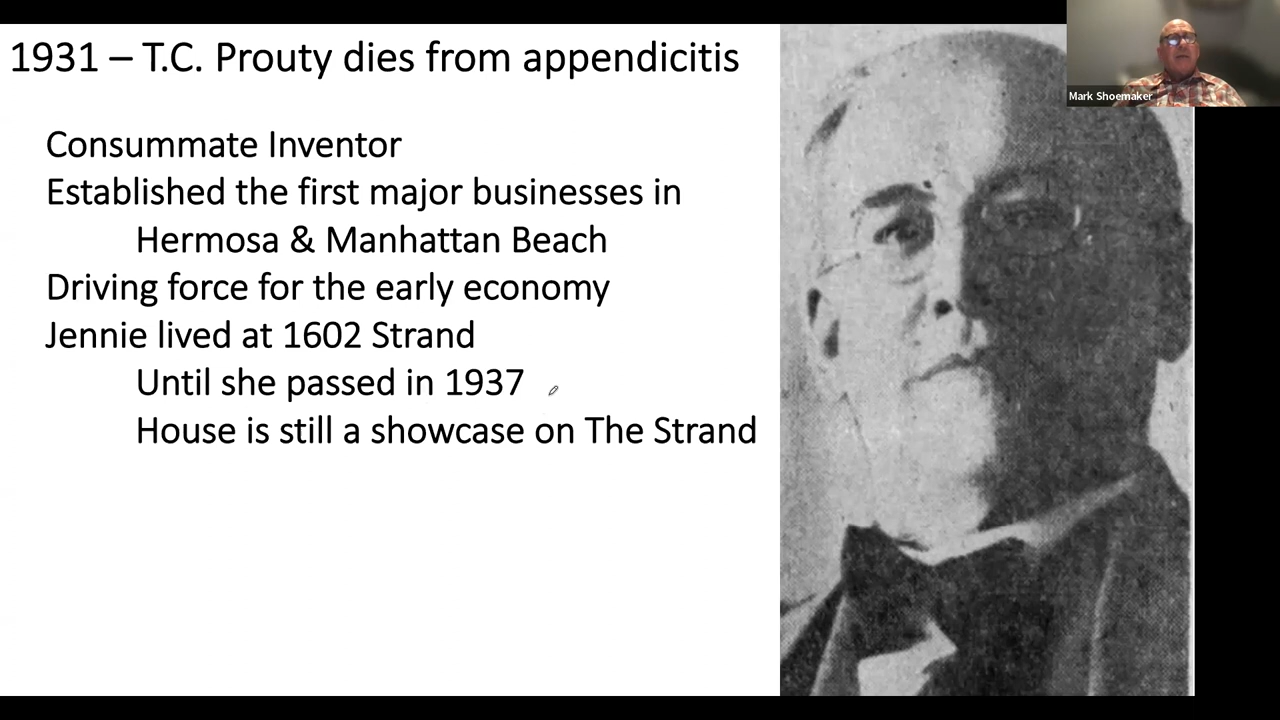 1931 – T.C. Prouty dies from appendicitis
Mark Shoemaker
Consummate Inventor
Established the first major businesses in
Hermosa & Manhattan Beach
Driving force for the early economy
Jennie lived at 1602 Strand
Until she passed in 1937
House is still a showcase on The Strand